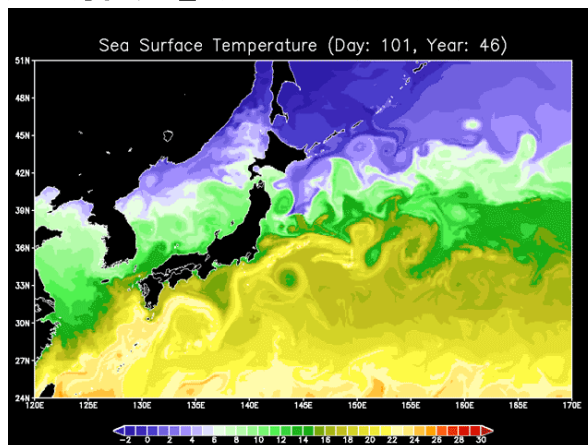 Sea Surface Temperature (Day: 101, Year: 46)
51N
48N
45N
42N
39N
36N
33N
30N
27N
24N
120E 125E 130E 135E 140E 145E 150E 155E 160E 165E 170E
-2 0 2 4 6 8 10 12 14 16 18 20 22 24 26 28 30